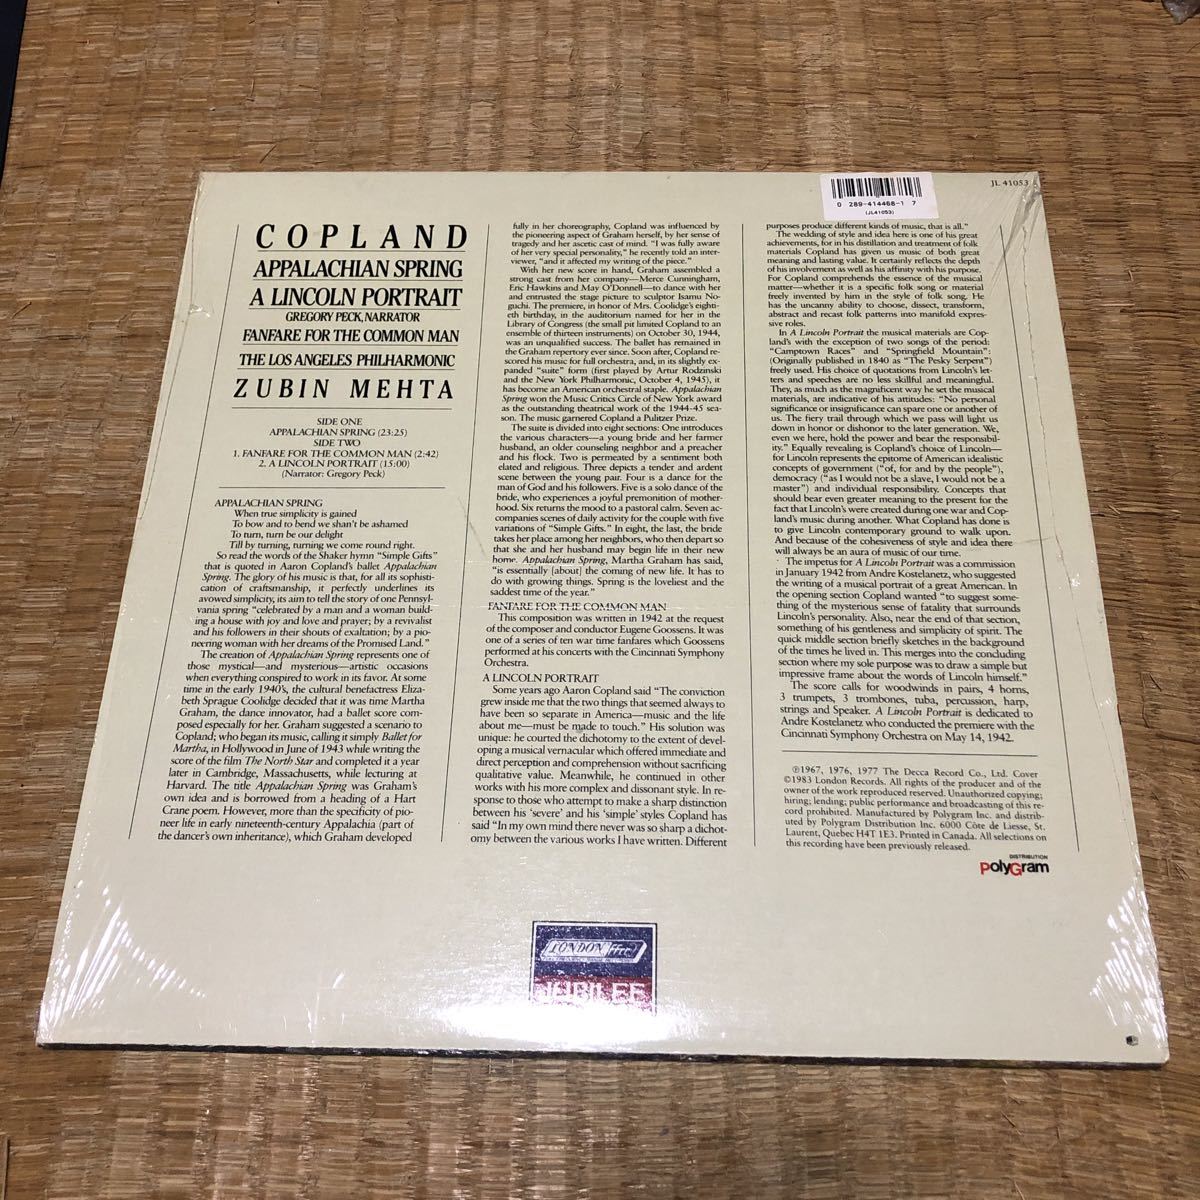 JL 41053
0 289-414468-1 7
(JL41053)
COPLAND
APPALACHIAN SPRING
A LINCOLN PORTRAIT
GREGORY PECK, NARRATOR
FANFARE FOR THE COMMON MAN
THE LOS ANGELES PHILHARMONIC
ZUBIN MEHTA
SIDE ONE
APPALACHIAN SPRING (23:25)
SIDE TWO
1. FANFARE FOR THE COMMON MAN (2:42)
2. A LINCOLN PORTRAIT (15:00)
(Narrator: Gregory Peck)
APPALACHIAN SPRING
When true simplicity is gained
To bow and to bend we shan't be ashamed
To turn, turn be our delight
Till by turning, turning we come round right.
So read the words of the Shaker hymn "Simple Gifts"
that is quoted in Aaron Copland's ballet Appalachian
Spring. The glory of his music is that, for all its sophisti-
cation of craftsmanship, it perfectly underlines its
avowed simplicity, its aim to tell the story of one Pennsyl-
vania spring "celebrated by a man and a woman build-
ing a house with joy and love and prayer; by a revivalist
and his followers in their shouts of exaltation; by a pio-
neering woman with her dreams of the Promised Land."
The creation of Appalachian Spring represents one of
those mystical—and mysterious—artistic occasions
when everything conspired to work in its favor. At some
time in the early 1940's, the cultural benefactress Eliza-
beth Sprague Coolidge decided that it was time Martha
Graham, the dance innovator, had a ballet score com-
posed especially for her. Graham suggested a scenario to
Copland; who began its music, calling it simply Ballet for
Martha, in Hollywood in June of 1943 while writing the
score of the film The North Star and completed it a year
later in Cambridge, Massachusetts, while lecturing at
Harvard. The title Appalachian Spring was Graham's
own idea and is borrowed from a heading of a Hart
Crane poem. However, more than the specificity of pio-
neer life in early nineteenth-century Appalachia (part of
the dancer's own inheritance), which Graham developed
fully in her choreography, Copland was influenced by
the pioneering aspect of Graham herself, by her sense of
tragedy and her ascetic cast of mind. "I was fully aware
of her very special personality," he recently told an inter-
viewer, "and it affected my writing of the piece."
With her new score in hand, Graham assembled a
strong cast from her company—Merce Cunningham,
Eric Hawkins and May O'Donnell—to dance with her
and entrusted the stage picture to sculptor Isamu No-
guchi. The premiere, in honor of Mrs. Coolidge's eighti-
eth birthday, in the auditorium named for her in the
Library of Congress (the small pit limited Copland to an
ensemble of thirteen instruments) on October 30, 1944,
was an unqualified success. The ballet has remained in
the Graham repertory ever since. Soon after, Copland re-
scored his music for full orchestra, and, in its slightly ex-
panded "suite" form (first played by Artur Rodzinski
and the New York Philharmonic, October 4, 1945), it
has become an American orchestral staple. Appalachian
Spring won the Music Critics Circle of New York award
as the outstanding theatrical work of the 1944-45 sea-
son. The music garnered Copland a Pulitzer Prize.
The suite is divided into eight sections: One introduces
the various characters—a young bride and her farmer
husband, an older counseling neighbor and a preacher
and his flock. Two is permeated by a sentiment both
elated and religious. Three depicts a tender and ardent
scene between the young pair. Four is a dance for the
man of God and his followers. Five is a solo dance of the
bride, who experiences a joyful premonition of mother-
hood. Six returns the mood to a pastoral calm. Seven ac-
companies scenes of daily activity for the couple with five
variations of "Simple Gifts." In eight, the last, the bride
takes her place among her neighbors, who then depart so
that she and her husband may begin life in their new
home. Appalachian Spring, Martha Graham has said,
"is essentially [about] the coming of new life. It has to
do with growing things. Spring is the loveliest and the
saddest time of the year."
FANFARE FOR THE COMMON MAN
This composition was written in 1942 at the request
of the composer and conductor Eugene Goossens. It was
one of a series of ten war time fanfares which Goossens
performed at his concerts with the Cincinnati Symphony
Orchestra.
A LINCOLN PORTRAIT
Some years ago Aaron Copland said "The conviction
grew inside me that the two things that seemed always to
have been so separate in America—music and the life
about me—must be made to touch." His solution was
unique: he courted the dichotomy to the extent of devel-
oping a musical vernacular which offered immediate and
direct perception and comprehension without sacrificing
qualitative value. Meanwhile, he continued in other
works with his more complex and dissonant style. In re-
sponse to those who attempt to make a sharp distinction
between his 'severe' and his 'simple' styles Copland has
said "In my own mind there never was so sharp a dichot-
omy between the various works I have written. Different
purposes produce different kinds of music, that is all."
The wedding of style and idea here is one of his great
achievements, for in his distillation and treatment of folk
materials Copland has given us music of both great
meaning and lasting value. It certainly reflects the depth
of his involvement as well as his affinity with his purpose.
For Copland comprehends the essence of the musical
matter—whether it is a specific folk song or material
freely invented by him in the style of folk song. He
has the uncanny ability to choose, dissect, transform,
abstract and recast folk patterns into manifold expres-
sive roles.
In A Lincoln Portrait the musical materials are Cop-
land's with the exception of two songs of the period:
"Camptown Races" and "Springfield Mountain":
(Originally published in 1840 as "The Pesky Serpent")
freely used. His choice of quotations from Lincoln's let-
ters and speeches are no less skillful and meaningful.
They, as much as the magnificent way he set the musical
materials, are indicative of his attitudes: "No personal
significance or insignificance can spare one or another of
us. The fiery trail through which we pass will light us
down in honor or dishonor to the later generation. We,
even we here, hold the power and bear the responsibil-
ity." Equally revealing is Copland's choice of Lincoln—
for Lincoln represents the epitome of American idealistic
concepts of government ("of, for and by the people"),
democracy ("as I would not be a slave, I would not be a
master") and individual responsibility. Concepts that
should bear even greater meaning to the present for the
fact that Lincoln's were created during one war and Cop-
land's music during another. What Copland has done is
to give Lincoln contemporary ground to walk upon.
And because of the cohesiveness of style and idea there
will always be an aura of music of our time.
The impetus for A Lincoln Portrait was a commission
in January 1942 from Andre Kostelanetz, who suggested
the writing of a musical portrait of a great American. In
the opening section Copland wanted "to suggest some-
thing of the mysterious sense of fatality that surrounds
Lincoln's personality. Also, near the end of that section,
something of his gentleness and simplicity of spirit. The
quick middle section briefly sketches in the background
of the times he lived in. This merges into the concluding
section where my sole purpose was to draw a simple but
impressive frame about the words of Lincoln himself."
The score calls for woodwinds in pairs, 4 horns,
3 trumpets, 3 trombones, tuba, percussion, harp,
strings and Speaker. A Lincoln Portrait is dedicated to
Andre Kostelanetz who conducted the premiere with the
Cincinnati Symphony Orchestra on May 14, 1942.
℗1967, 1976, 1977 The Decca Record Co., Ltd. Cover
©1983 London Records. All rights of the producer and of the
owner of the work reproduced reserved. Unauthorized copying;
hiring; lending; public performance and broadcasting of this re-
cord prohibited. Manufactured by Polygram Inc. and distrib-
uted by Polygram Distribution Inc. 6000 Côte de Liesse, St.
Laurent, Quebec H4T 1E3. Printed in Canada. All selections on
this recording have been previously released.
DISTRIBUTION
PolyGram
LONDON ffrr
FULL FREQUENCY RANGE RECORDING
JUBILEE